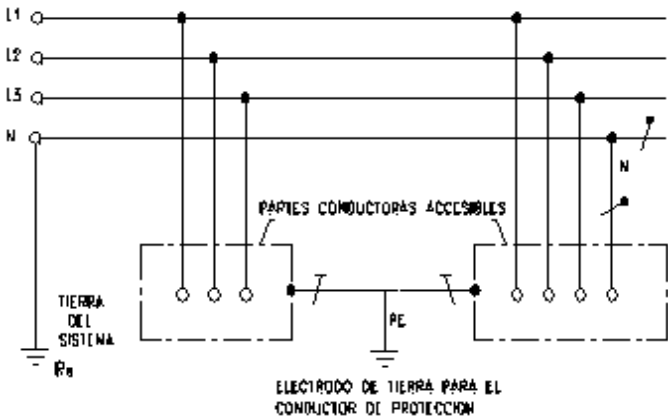 L1
L2
L3
N
N
PARTES CONDUCTORAS ACCESIBLES
TIERRA
DEL
SISTEMA
PE
ELECTRODO DE TIERRA PARA EL
CONDUCTOR DE PROTECCION